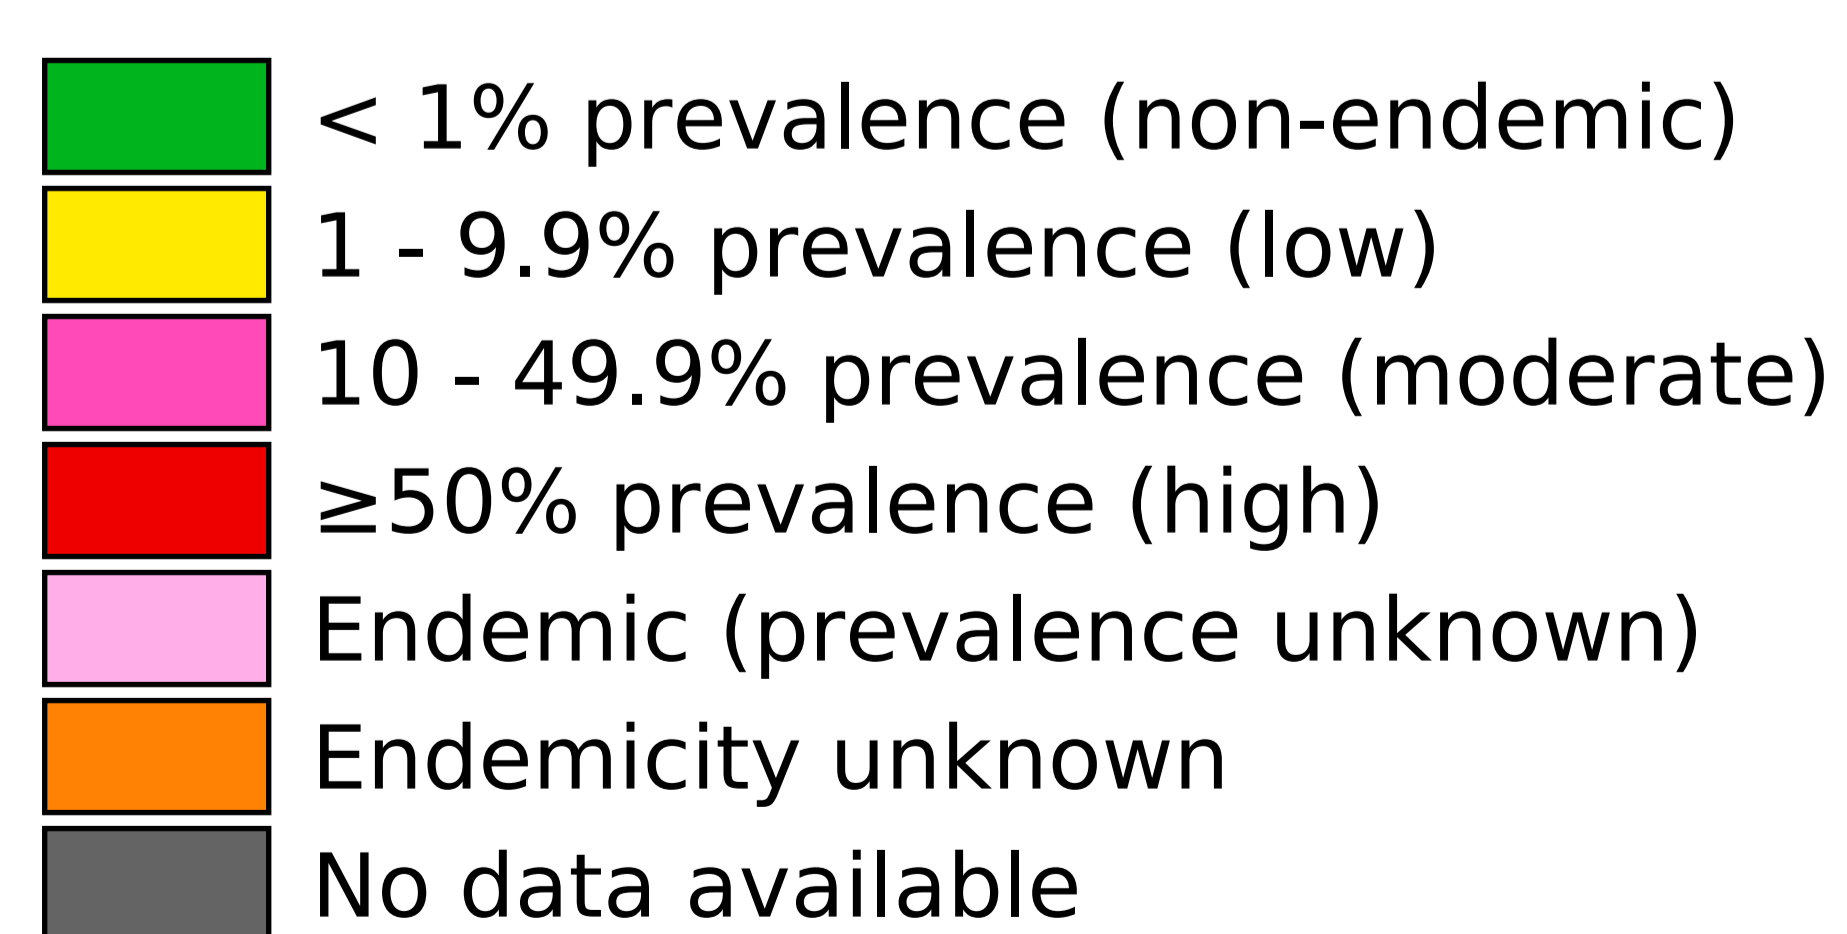 < 1% prevalence (non-endemic)
1 - 9.9% prevalence (low)
10 - 49.9% prevalence (moderate)
≥50% prevalence (high)
Endemic (prevalence unknown)
Endemicity unknown
No data available